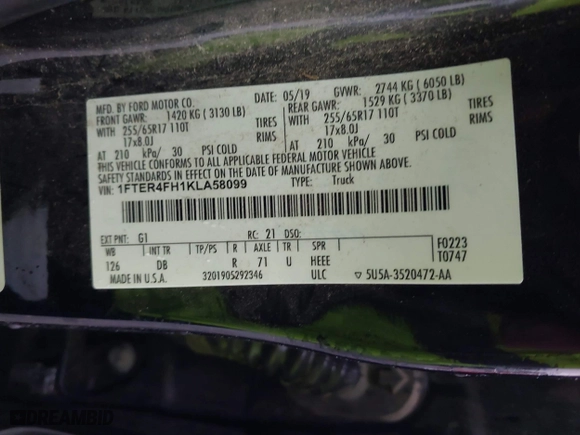 MFD. BY FORD MOTOR CO.
DATE: 05/19 GVWR: 2744 KG (6050 LB)
FRONT GAWR: 1420 KG (3130 LB) REAR GAWR: 1529 KG (3370 LB)
WITH 255/65R17 110T TIRES WITH 255/65R17 110T TIRES
17x8.0J RIMS 17x8.0J RIMS
AT 210 kPa/ 30 PSI COLD AT 210 kPa/ 30 PSI COLD
THIS VEHICLE CONFORMS TO ALL APPLICABLE FEDERAL MOTOR VEHICLE
SAFETY STANDARDS IN EFFECT ON THE DATE OF MANUFACTURE SHOWN ABOVE.
VIN: 1FTER4FH1KLA58099 TYPE: Truck
EXT PNT: G1 RC: 21 DSO: F0223
WB INT TR TP/PS R AXLE TR SPR T0747
126 DB R 71 U HEEE
MADE IN U.S.A. 3201905292346 ULC ▽ 5U5A-3520472-AA
DREAMBID